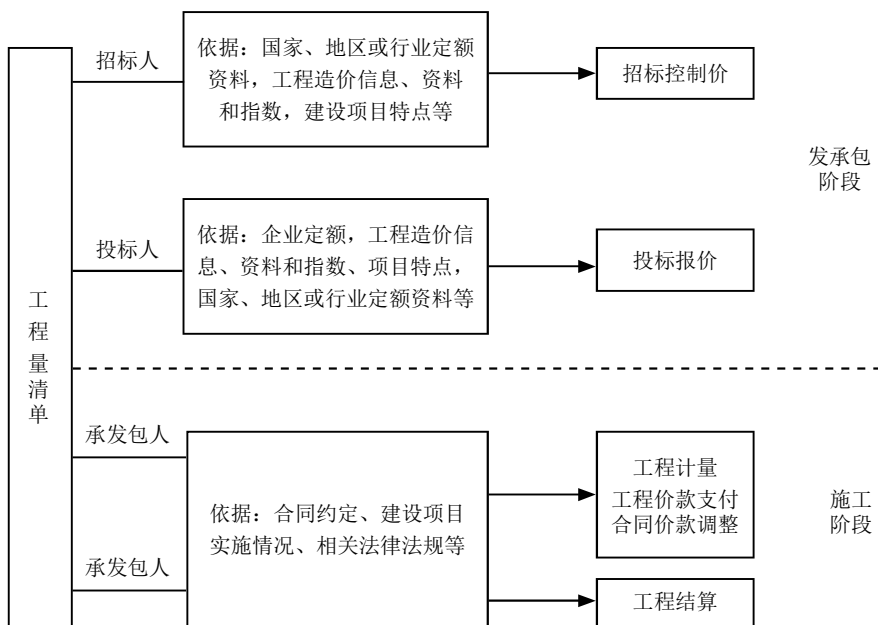 工
程
量
清
单
招标人
依据：国家、地区或行业定额
资料，工程造价信息、资料
和指数，建设项目特点等
招标控制价
发承包
阶段
投标人
依据：企业定额，工程造价信
息、资料和指数、项目特点，
国家、地区或行业定额资料等
投标报价
承发包人
依据：合同约定、建设项目
实施情况、相关法律法规等
工程计量
工程价款支付
合同价款调整
施工
阶段
承发包人
工程结算